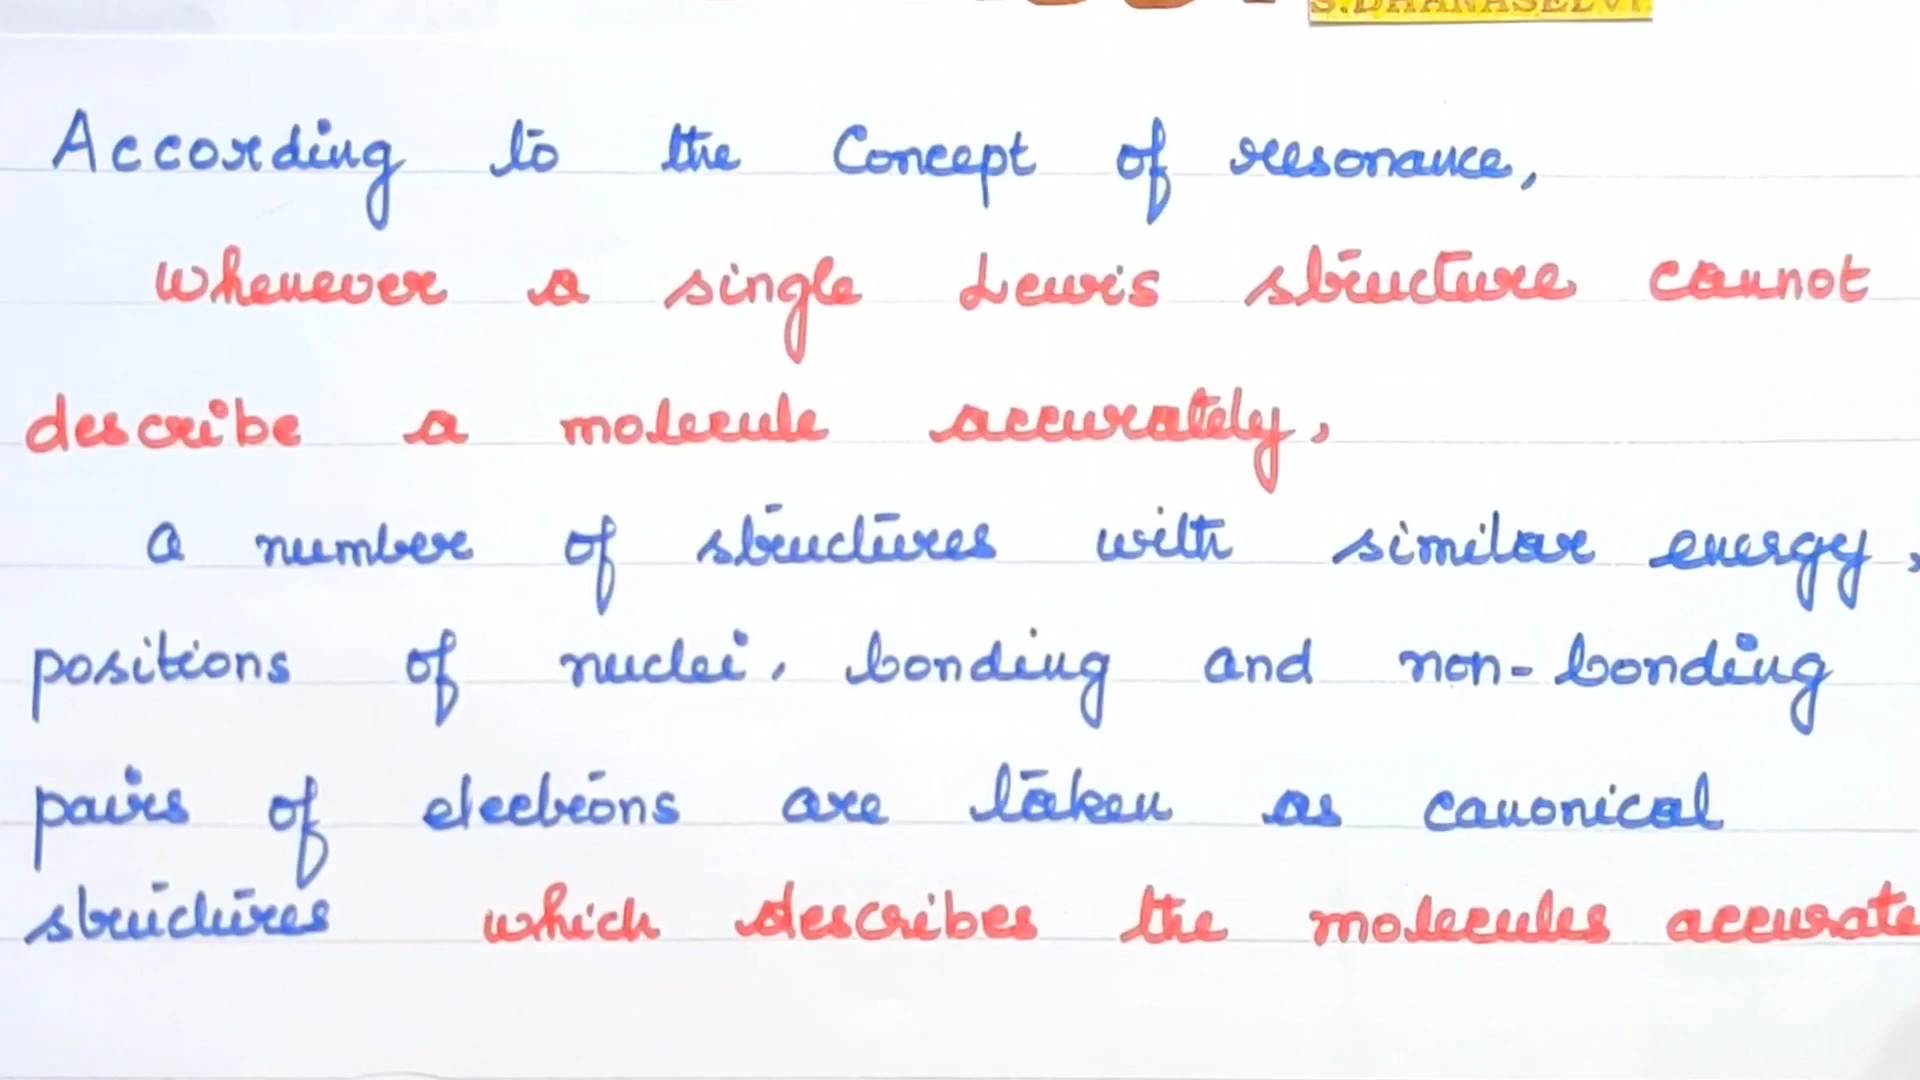 S.DHANASELVI
According to the Concept of resonance,
whenever a single Lewis structure cannot
describe a molecule accurately,
a number of structures with similar energy,
positions of nuclei, bonding and non-bonding
pairs of electrons are taken as canonical
structures which describes the molecules accurate